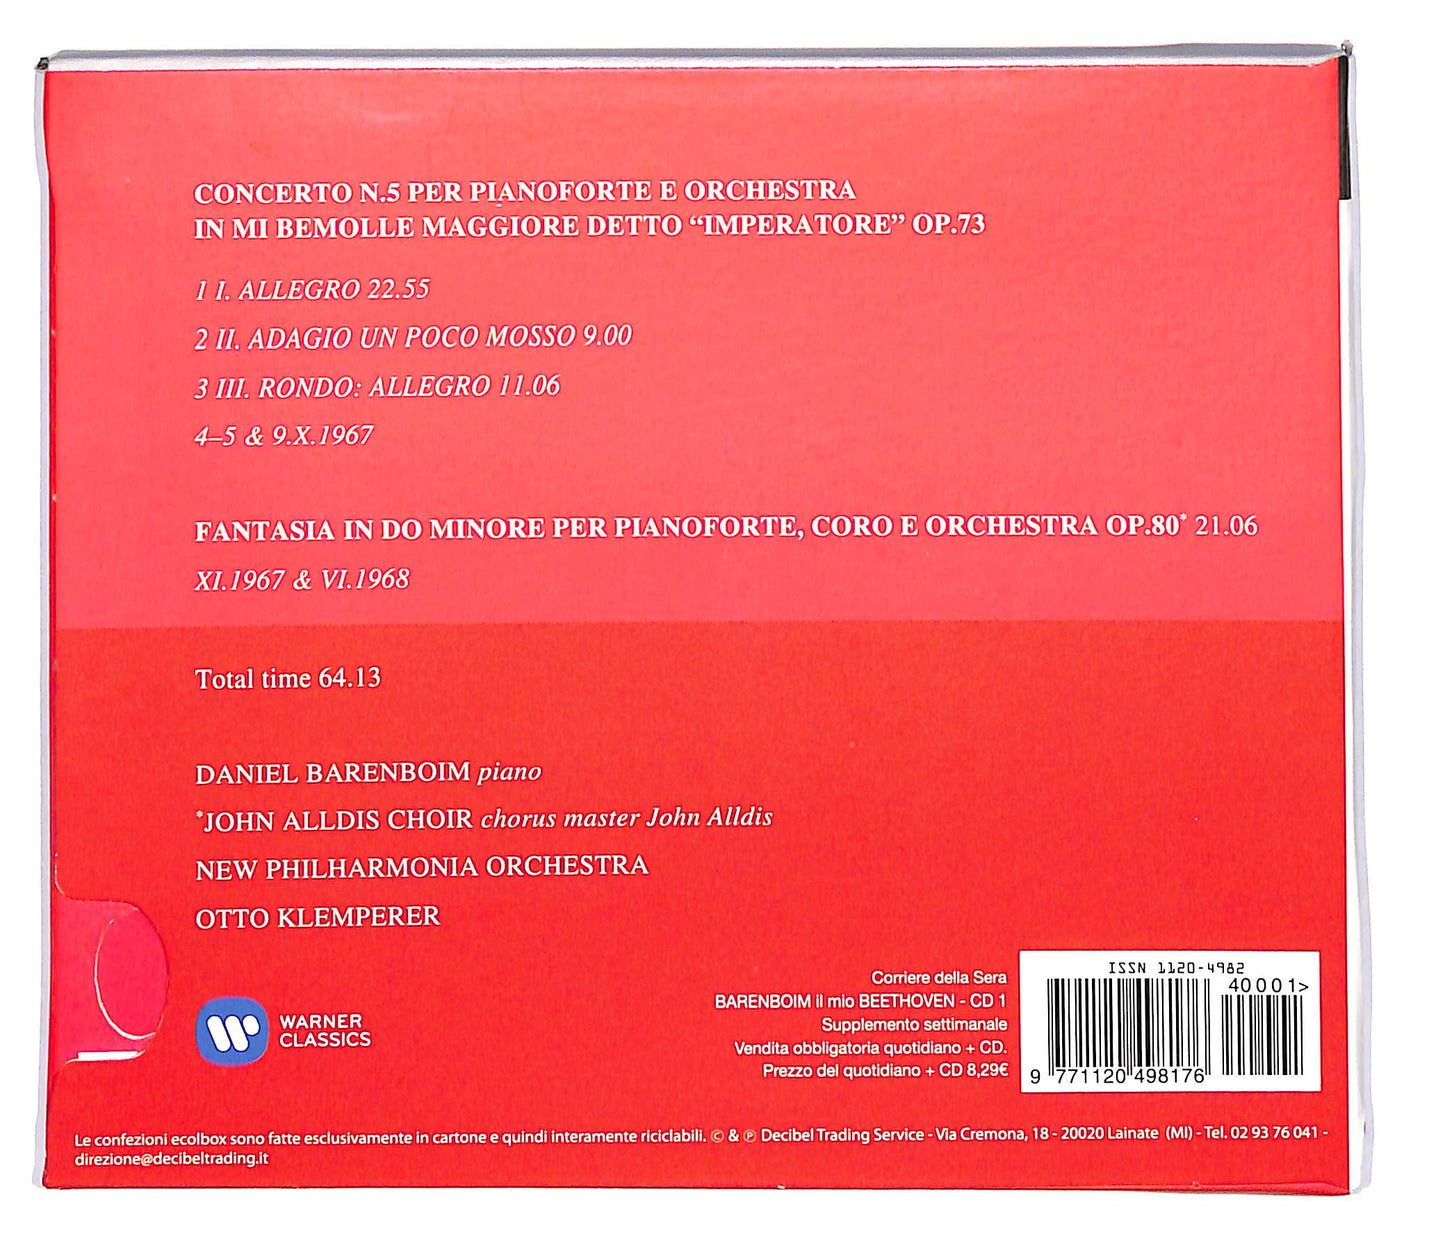 CONCERTO N.5 PER PIANOFORTE E ORCHESTRA
IN MI BEMOLLE MAGGIORE DETTO “IMPERATORE” OP.73
1 I. ALLEGRO 22.55
2 II. ADAGIO UN POCO MOSSO 9.00
3 III. RONDO: ALLEGRO 11.06
4–5 & 9.X.1967
FANTASIA IN DO MINORE PER PIANOFORTE, CORO E ORCHESTRA OP.80* 21.06
XI.1967 & VI.1968
Total time 64.13
DANIEL BARENBOIM piano
*JOHN ALLDIS CHOIR chorus master John Alldis
NEW PHILHARMONIA ORCHESTRA
OTTO KLEMPERER
WARNER
CLASSICS
Corriere della Sera
BARENBOIM il mio BEETHOVEN - CD 1
Supplemento settimanale
Vendita obbligatoria quotidiano + CD.
Prezzo del quotidiano + CD 8,29€
ISSN 1120-4982
40001>
9 771120 498176
Le confezioni ecolbox sono fatte esclusivamente in cartone e quindi interamente riciclabili. © & ℗ Decibel Trading Service - Via Cremona, 18 - 20020 Lainate (MI) - Tel. 02 93 76 041 -
direzione@decibeltrading.it